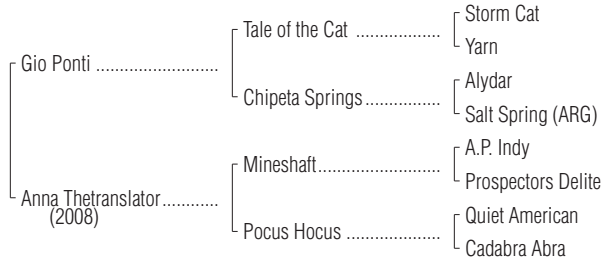 Storm Cat
Tale of the Cat ..................
Yarn
Gio Ponti ..........................
Alydar
Chipeta Springs................
Salt Spring (ARG)
A.P. Indy
Mineshaft..........................
Prospectors Delite
Anna Thetranslator............
(2008)
Quiet American
Pocus Hocus ....................
Cadabra Abra